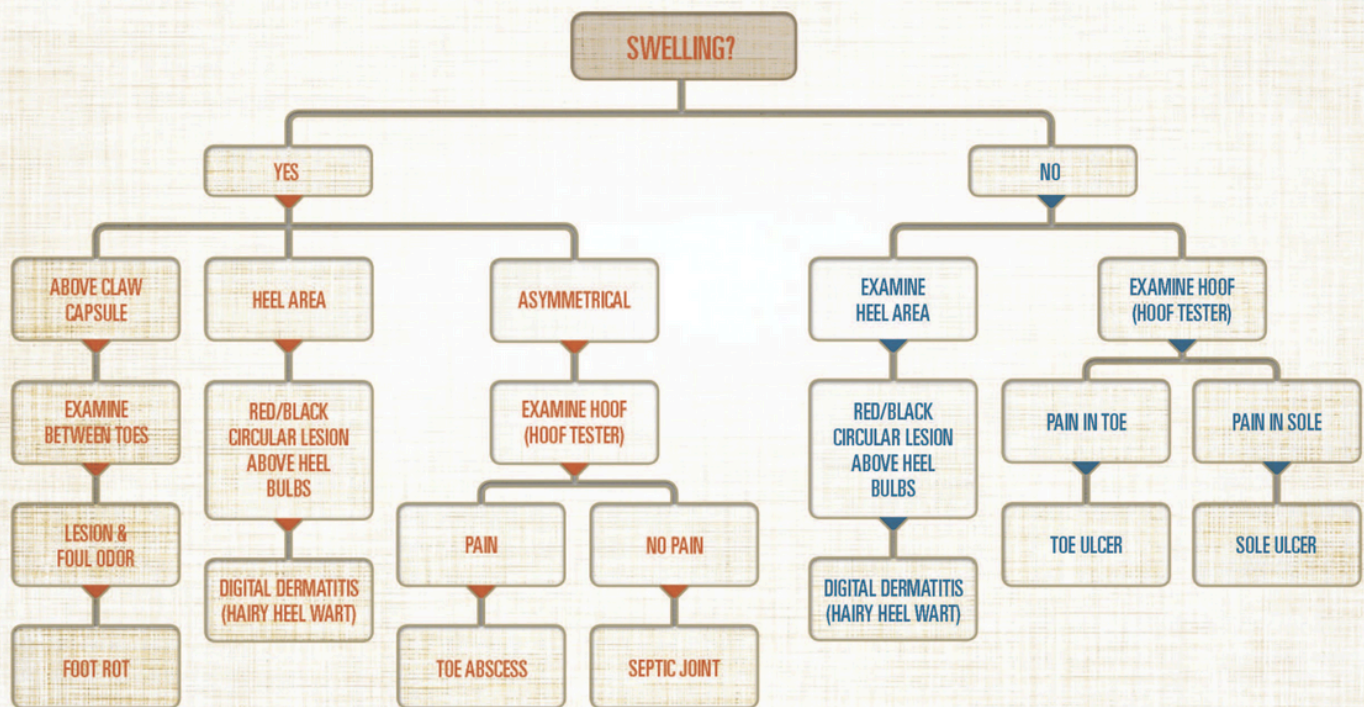 SWELLING?
YES
NO
ABOVE CLAW
CAPSULE
HEEL AREA
ASYMMETRICAL
EXAMINE
HEEL AREA
EXAMINE HOOF
(HOOF TESTER)
EXAMINE
BETWEEN TOES
RED/BLACK
CIRCULAR LESION
ABOVE HEEL
BULBS
EXAMINE HOOF
(HOOF TESTER)
RED/BLACK
CIRCULAR LESION
ABOVE HEEL
BULBS
PAIN IN TOE
PAIN IN SOLE
LESION &
FOUL ODOR
PAIN
NO PAIN
TOE ULCER
SOLE ULCER
DIGITAL DERMATITIS
(HAIRY HEEL WART)
DIGITAL DERMATITIS
(HAIRY HEEL WART)
FOOT ROT
TOE ABSCESS
SEPTIC JOINT